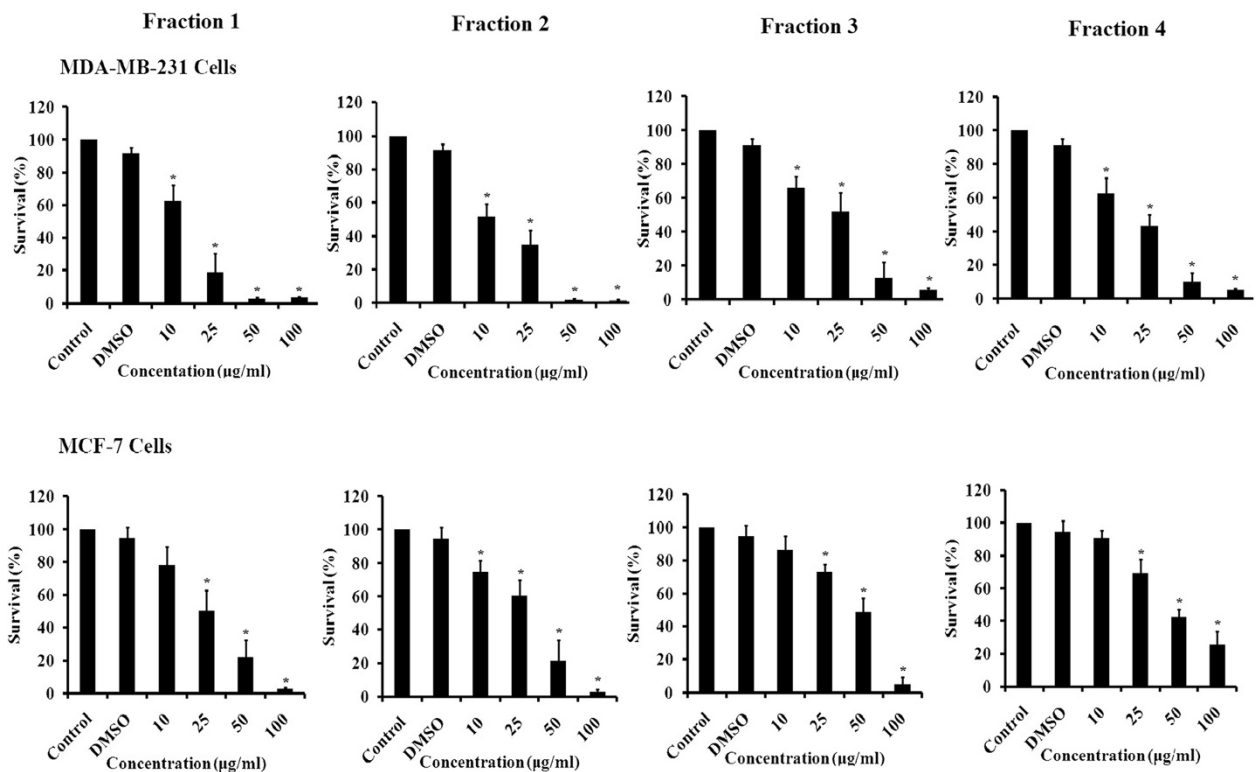 Fraction 1
Fraction 2
Fraction 3
Fraction 4
MDA-MB-231 Cells
Survival (%)
120
100
80
60
40
20
0
* * * *
Control DMSO 10 25 50 100
Concentation (µg/ml)
Survival (%)
120
100
80
60
40
20
0
* * * *
Control DMSO 10 25 50 100
Concentration (µg/ml)
Survival (%)
120
100
80
60
40
20
0
* * * *
Control DMSO 10 25 50 100
Concentration (µg/ml)
Survival (%)
120
100
80
60
40
20
0
* * * *
Control DMSO 10 25 50 100
Concentration (µg/ml)
MCF-7 Cells
Survival (%)
120
100
80
60
40
20
0
* * *
Control DMSO 10 25 50 100
Concentration (µg/ml)
Survival (%)
120
100
80
60
40
20
0
* * * *
Control DMSO 10 25 50 100
Concentration (µg/ml)
Survival (%)
120
100
80
60
40
20
0
* * *
Control DMSO 10 25 50 100
Concentration (µg/ml)
Survival (%)
120
100
80
60
40
20
0
* * *
Control DMSO 10 25 50 100
Concentration (µg/ml)